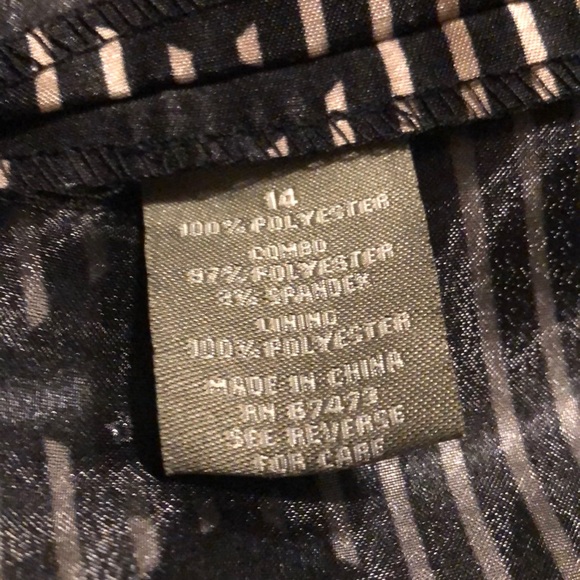 14
100% POLYESTER
COMBO
97% POLYESTER
3% SPANDEX
LINING
100% POLYESTER
MADE IN CHINA
RN 67473
SEE REVERSE
FOR CARE